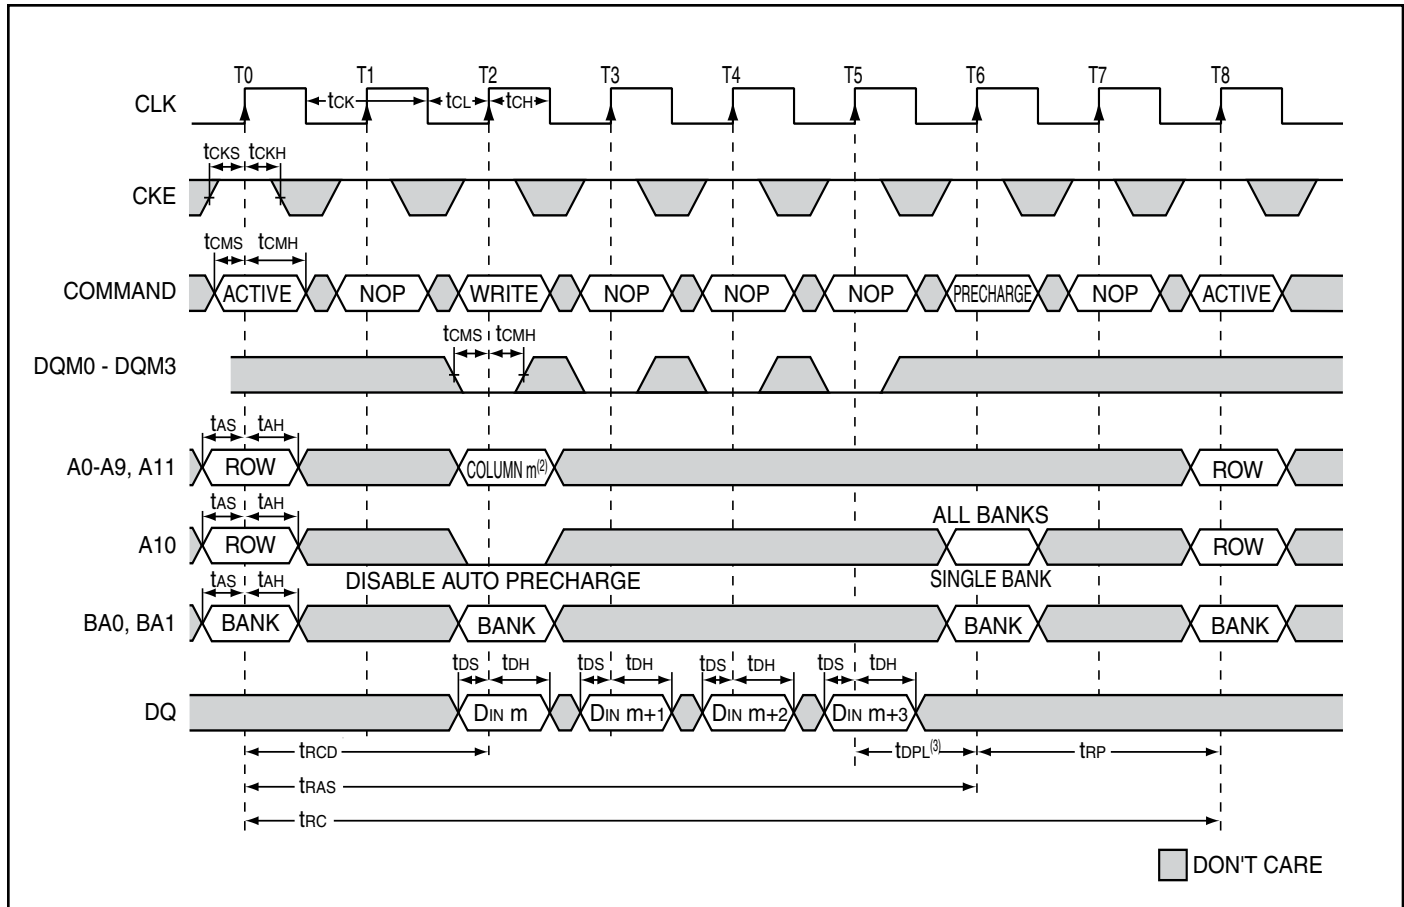 T0 T1 T2 T3 T4 T5 T6 T7 T8
CLK tCK tCL tCH
tCKS tCKH
CKE
tCMS tCMH
COMMAND ACTIVE NOP WRITE NOP NOP NOP PRECHARGE NOP ACTIVE
tCMS tCMH
DQM0 - DQM3
tAS tAH
A0-A9, A11 ROW COLUMN m(2) ROW
tAS tAH ALL BANKS
A10 ROW ROW
DISABLE AUTO PRECHARGE SINGLE BANK
tAS tAH
BA0, BA1 BANK BANK BANK BANK
tDS tDH tDS tDH tDS tDH tDS tDH
DQ DIN m DIN m+1 DIN m+2 DIN m+3
tRCD tDPL(3) tRP
tRAS
tRC
DON'T CARE